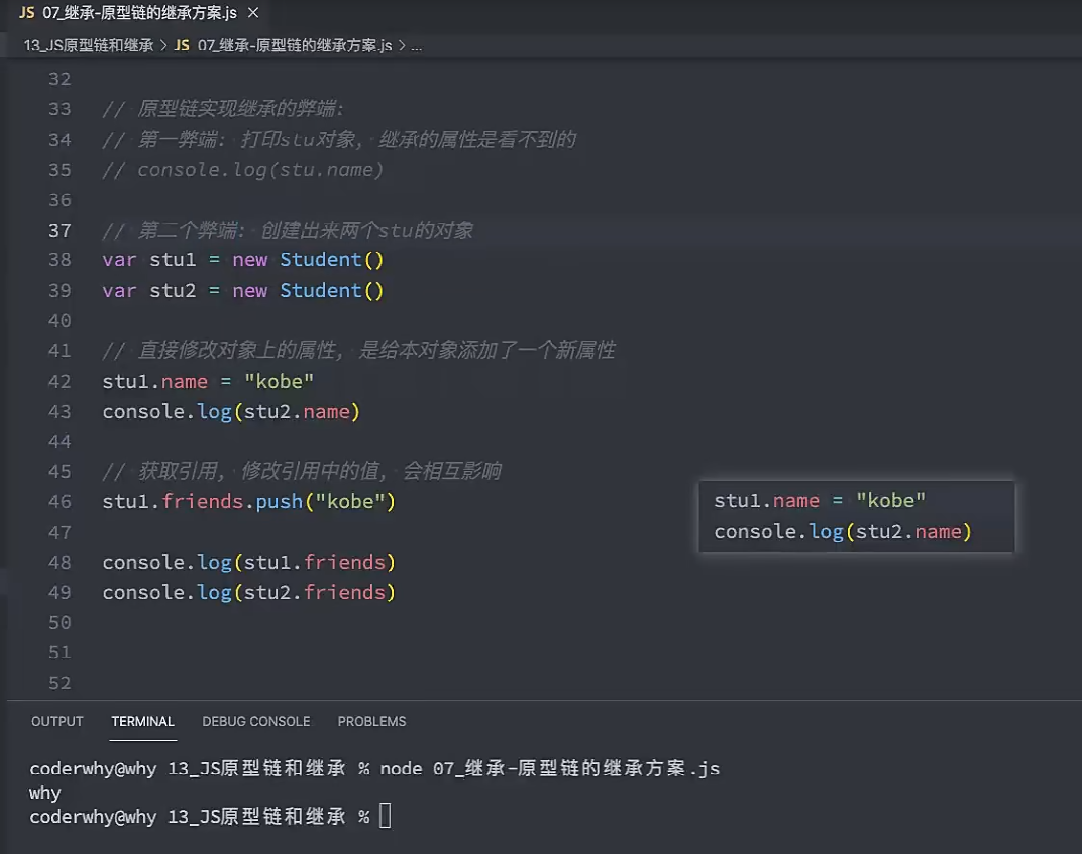 JS 07_继承-原型链的继承方案.js ×
13_JS原型链和继承 > JS 07_继承-原型链的继承方案.js > ...
32
33 // 原型链实现继承的弊端:
34 // 第一弊端: 打印stu对象, 继承的属性是看不到的
35 // console.log(stu.name)
36
37 // 第二个弊端: 创建出来两个stu的对象
38 var stu1 = new Student()
39 var stu2 = new Student()
40
41 // 直接修改对象上的属性, 是给本对象添加了一个新属性
42 stu1.name = "kobe"
43 console.log(stu2.name)
44
45 // 获取引用, 修改引用中的值, 会相互影响
46 stu1.friends.push("kobe")
47
48 console.log(stu1.friends)
49 console.log(stu2.friends)
50
51
52
stu1.name = "kobe"
console.log(stu2.name)
OUTPUT TERMINAL DEBUG CONSOLE PROBLEMS
coderwhy@why 13_JS原型链和继承 % node 07_继承-原型链的继承方案.js
why
coderwhy@why 13_JS原型链和继承 %